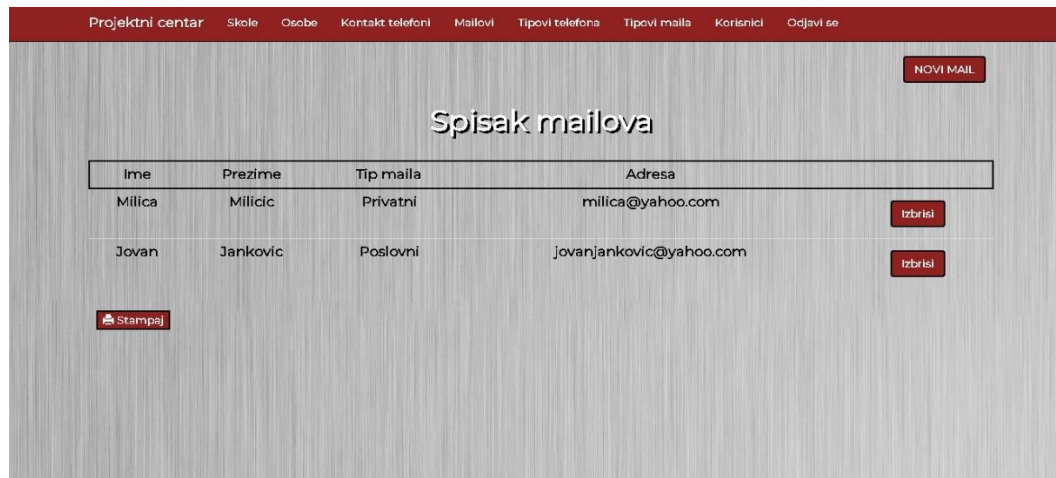 Projektni centar Skole Osobe Kontakt telefoni Mailovi Tipovi telefona Tipovi maila Korisnici Odjavi se
NOVI MAIL
Spisak mailova
Ime Prezime Tip maila Adresa
Milica Milicic Privatni milica@yahoo.com Izbrisi
Jovan Jankovic Poslovni jovanjankovic@yahoo.com Izbrisi
Stampaj